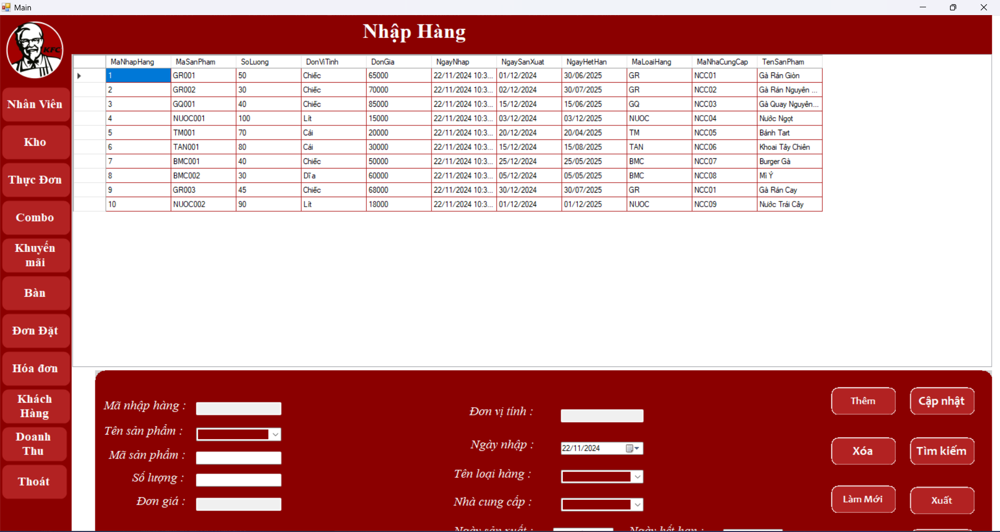 Main
Nhập Hàng
KFC
Nhân Viên
Kho
Thực Đơn
Combo
Khuyến
mãi
Bàn
Đơn Đặt
Hóa đơn
Khách
Hàng
Doanh
Thu
Thoát
MaNhapHang MaSanPham SoLuong DonViTinh DonGia NgayNhap NgaySanXuat NgayHetHan MaLoaiHang MaNhaCungCap TenSanPham
1 GR001 50 Chiếc 65000 22/11/2024 10:3... 01/12/2024 30/06/2025 GR NCC01 Gà Rán Giòn
2 GR002 30 Chiếc 70000 22/11/2024 10:3... 02/12/2024 30/07/2025 GR NCC02 Gà Rán Nguyên ...
3 GQ001 40 Chiếc 85000 22/11/2024 10:3... 15/12/2024 15/06/2025 GQ NCC03 Gà Quay Nguyên...
4 NUOC001 100 Lít 15000 22/11/2024 10:3... 03/12/2024 03/12/2025 NUOC NCC04 Nước Ngọt
5 TM001 70 Cái 20000 22/11/2024 10:3... 20/12/2024 20/04/2025 TM NCC05 Bánh Tart
6 TAN001 80 Cái 30000 22/11/2024 10:3... 15/12/2024 15/08/2025 TAN NCC06 Khoai Tây Chiên
7 BMC001 40 Chiếc 50000 22/11/2024 10:3... 25/12/2024 25/05/2025 BMC NCC07 Burger Gà
8 BMC002 30 Dĩa 60000 22/11/2024 10:3... 05/12/2024 05/05/2025 BMC NCC08 Mì Ý
9 GR003 45 Chiếc 68000 22/11/2024 10:3... 30/12/2024 30/07/2025 GR NCC01 Gà Rán Cay
10 NUOC002 90 Lít 18000 22/11/2024 10:3... 01/12/2024 01/12/2025 NUOC NCC09 Nước Trái Cây
Mã nhập hàng :
Tên sản phẩm :
Mã sản phẩm :
Số lượng :
Đơn giá :
Đơn vị tính :
Ngày nhập : 22/11/2024
Tên loại hàng :
Nhà cung cấp :
Ngày sản xuất : Ngày hết hạn :
Thêm Cập nhật
Xóa Tìm kiếm
Làm Mới Xuất